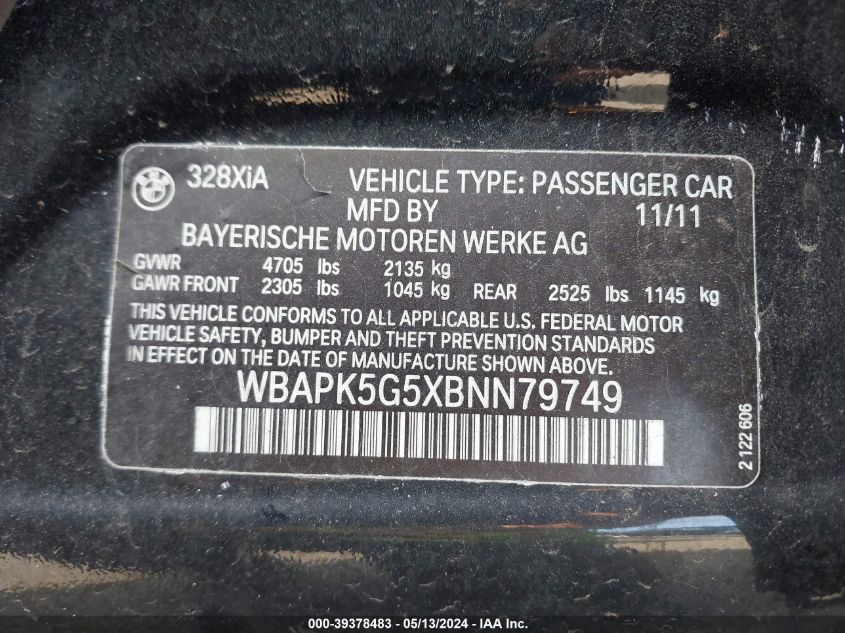 328XiA VEHICLE TYPE: PASSENGER CAR
MFD BY 11/11
BAYERISCHE MOTOREN WERKE AG
GVWR 4705 lbs 2135 kg
GAWR FRONT 2305 lbs 1045 kg REAR 2525 lbs 1145 kg
THIS VEHICLE CONFORMS TO ALL APPLICABLE U.S. FEDERAL MOTOR
VEHICLE SAFETY, BUMPER AND THEFT PREVENTION STANDARDS
IN EFFECT ON THE DATE OF MANUFACTURE SHOWN ABOVE.
WBAPK5G5XBNN79749
2 122 606
000-39378483 - 05/13/2024 - IAA Inc.